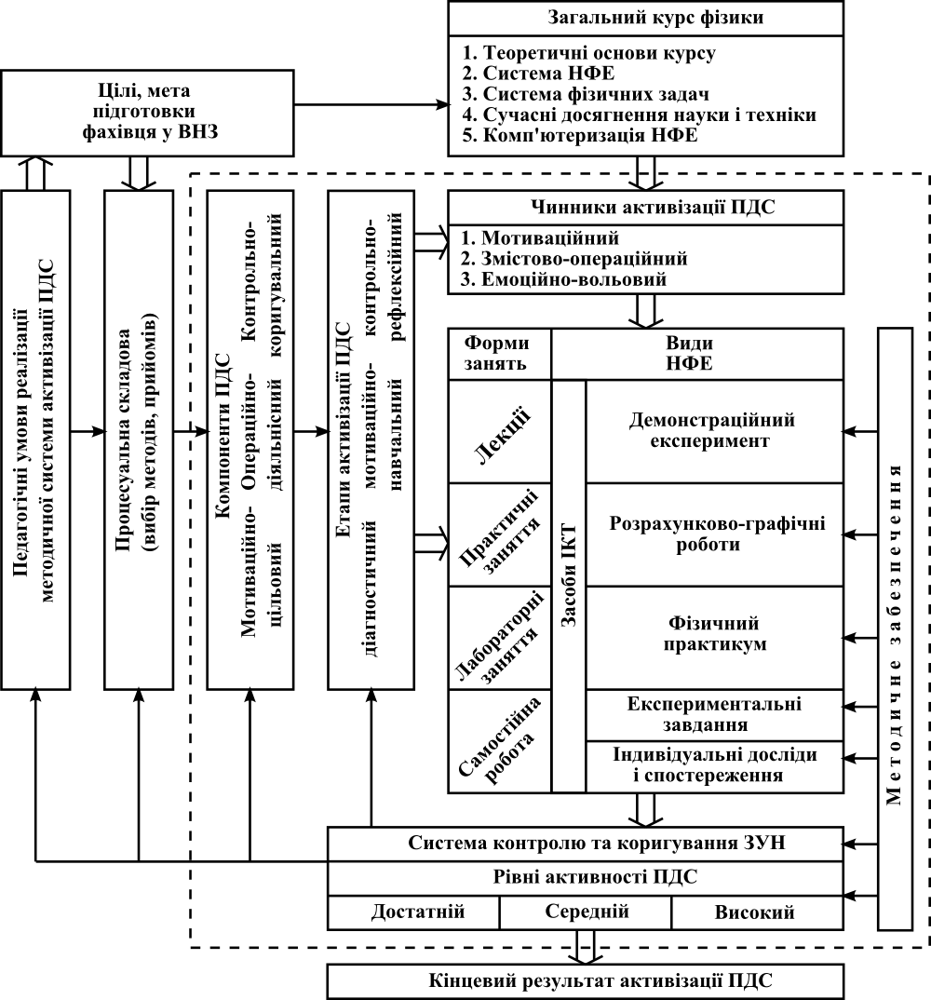 Загальний курс фізики
1. Теоретичні основи курсу
2. Система НФЕ
3. Система фізичних задач
4. Сучасні досягнення науки і техніки
5. Комп'ютеризація НФЕ
Цілі, мета
підготовки
фахівця у ВНЗ
Педагогічні умови реалізації
методичної системи активізації ПДС
Процесуальна складова
(вибір методів, прийомів)
Компоненти ПДС
Мотиваційно-
цільовий
Операційно-
діяльнісний
Контрольно-
коригувальний
Етапи активізації ПДС
діагностичний
мотиваційно-
навчальний
контрольно-
рефлексійний
Чинники активізації ПДС
1. Мотиваційний
2. Змістово-операційний
3. Емоційно-вольовий
Форми
занять
Види
НФЕ
Лекції
Практичні
заняття
Лабораторні
заняття
Самостійна
робота
Засоби ІКТ
Демонстраційний
експеримент
Розрахунково-графічні
роботи
Фізичний
практикум
Експериментальні
завдання
Індивідуальні досліди
і спостереження
Методичне забезпечення
Система контролю та коригування ЗУН
Рівні активності ПДС
Достатній
Середній
Високий
Кінцевий результат активізації ПДС